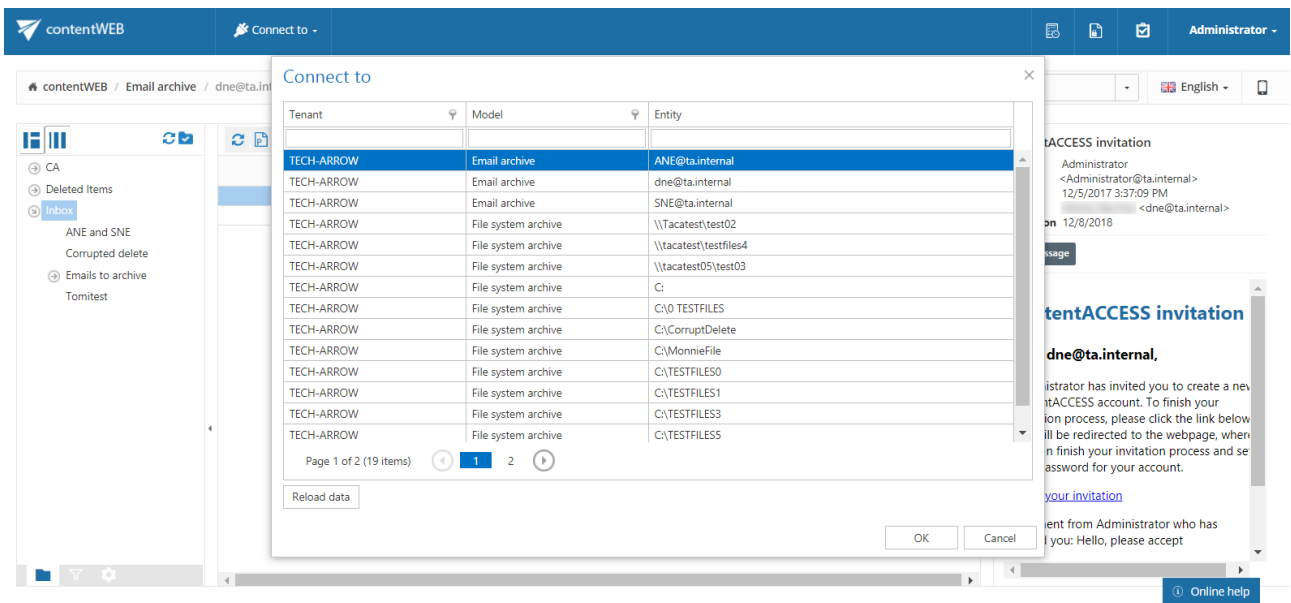 contentWEB
Connect to
Administrator
contentWEB / Email archive / dne@ta.in
English
CA
Deleted Items
Inbox
ANE and SNE
Corrupted delete
Emails to archive
Tomitest
Connect to
Tenant Model Entity
TECH-ARROW Email archive ANE@ta.internal
TECH-ARROW Email archive dne@ta.internal
TECH-ARROW Email archive SNE@ta.internal
TECH-ARROW File system archive \\Tacatest\test02
TECH-ARROW File system archive \\tacatest\testfiles4
TECH-ARROW File system archive \\tacatest05\test03
TECH-ARROW File system archive C:
TECH-ARROW File system archive C:\0 TESTFILES
TECH-ARROW File system archive C:\CorruptDelete
TECH-ARROW File system archive C:\MonnieFile
TECH-ARROW File system archive C:\TESTFILES0
TECH-ARROW File system archive C:\TESTFILES1
TECH-ARROW File system archive C:\TESTFILES3
TECH-ARROW File system archive C:\TESTFILES5
Page 1 of 2 (19 items) 1 2
Reload data
OK Cancel
tACCESS invitation
Administrator
<Administrator@ta.internal>
12/5/2017 3:37:09 PM
<dne@ta.internal>
on 12/8/2018
ssage
tentACCESS invitation
dne@ta.internal,
istrator has invited you to create a new
ntACCESS account. To finish your
ion process, please click the link below
ill be redirected to the webpage, where
n finish your invitation process and se
assword for your account.
your invitation
ent from Administrator who has
you: Hello, please accept
Online help